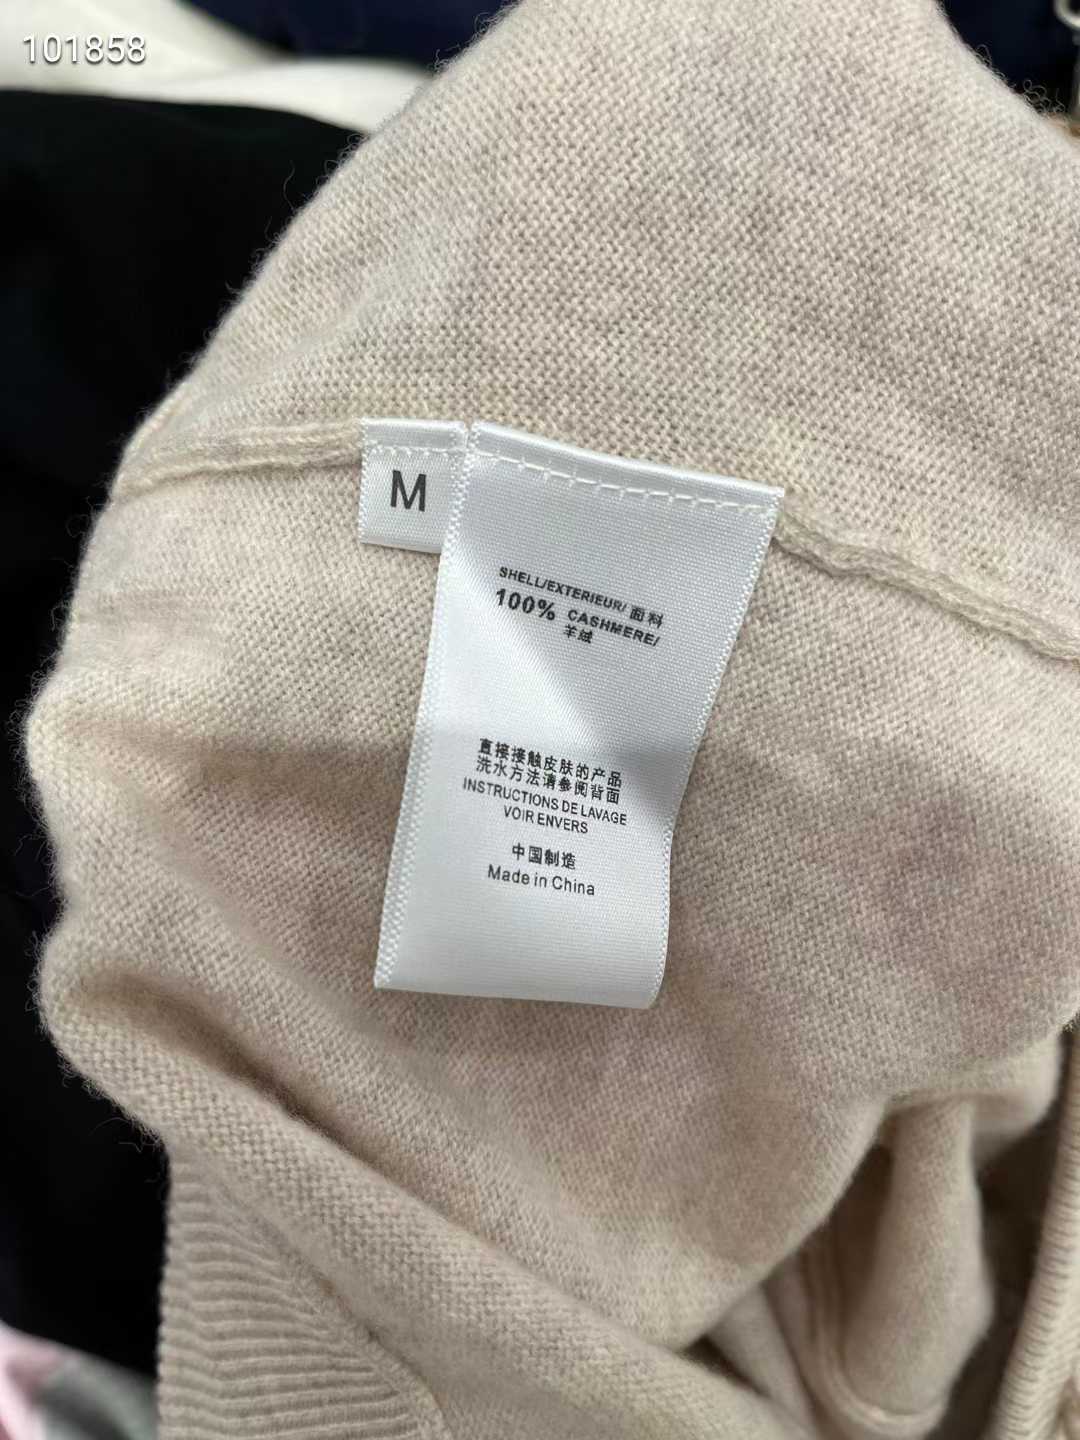 101858
M
SHELL/EXTERIEUR/ 面料
100% CASHMERE/
羊绒
直接接触皮肤的产品
洗水方法请参阅背面
INSTRUCTIONS DE LAVAGE
VOIR ENVERS
中国制造
Made in China